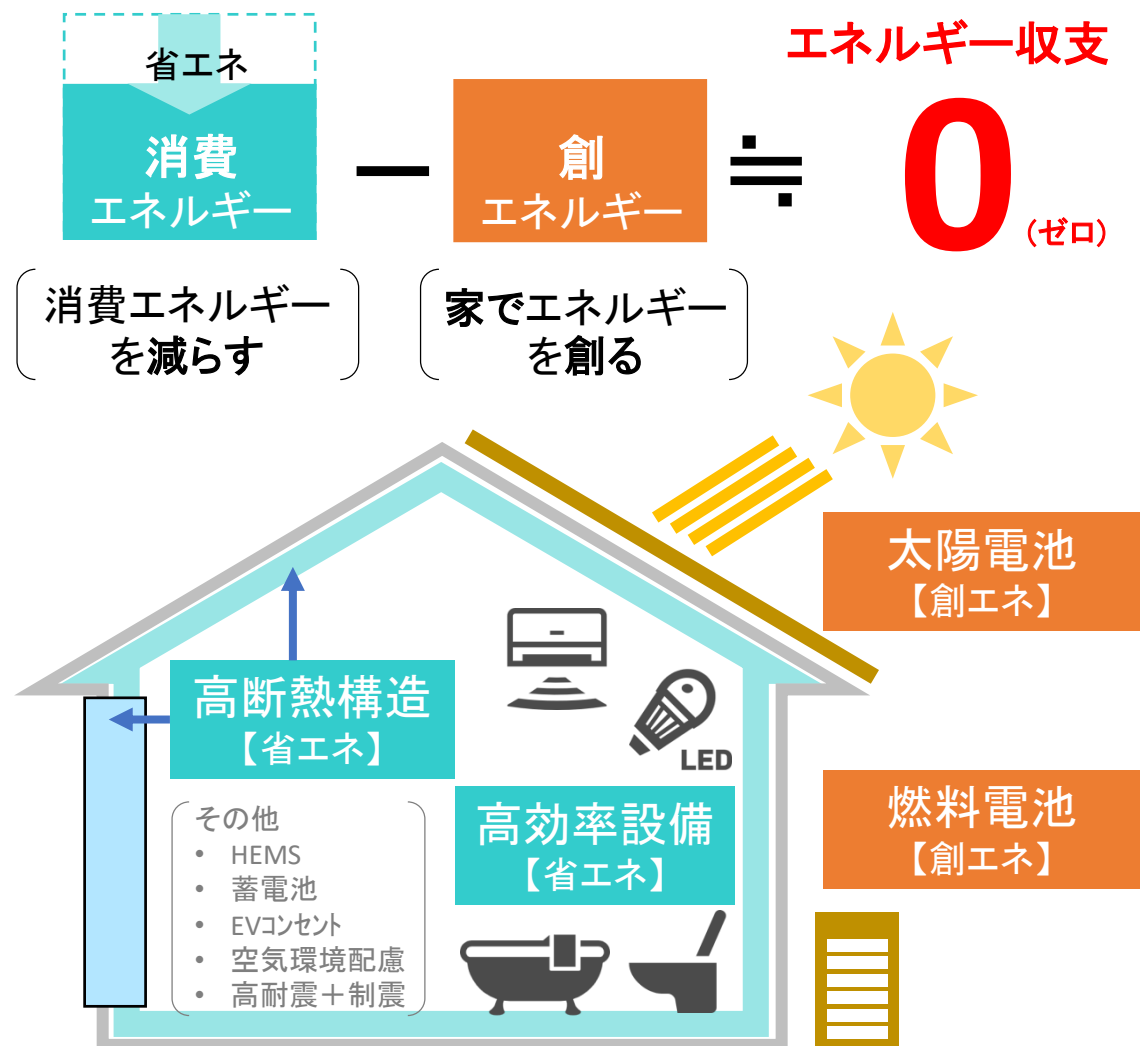 省エネ
消費
エネルギー
ー
創
エネルギー
≒
エネルギー収支
0
(ゼロ)
消費エネルギー
を減らす
家でエネルギー
を創る
太陽電池
【創エネ】
高断熱構造
【省エネ】
LED
高効率設備
【省エネ】
燃料電池
【創エネ】
その他
• HEMS
• 蓄電池
• EVコンセント
• 空気環境配慮
• 高耐震＋制震